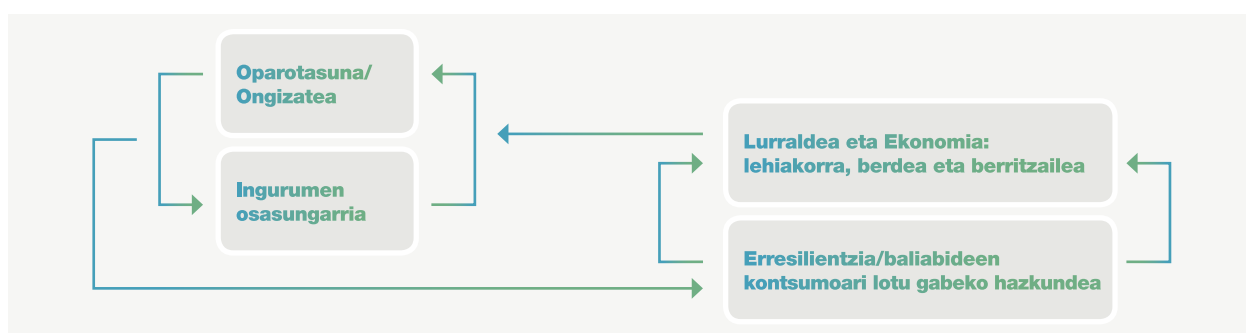 Oparotasuna/
Ongizatea
Ingurumen
osasungarria
Lurraldea eta Ekonomia:
lehiakorra, berdea eta berritzailea
Erresilientzia/baliabideen
kontsumoari lotu gabeko hazkundea